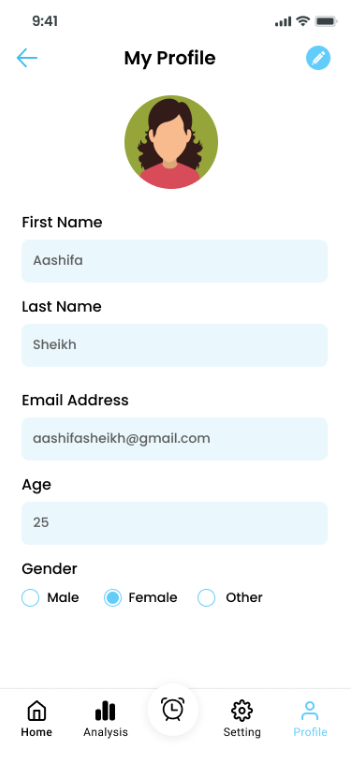 9:41
My Profile
First Name
Aashifa
Last Name
Sheikh
Email Address
aashifasheikh@gmail.com
Age
25
Gender
Male Female Other
Home Analysis Setting Profile